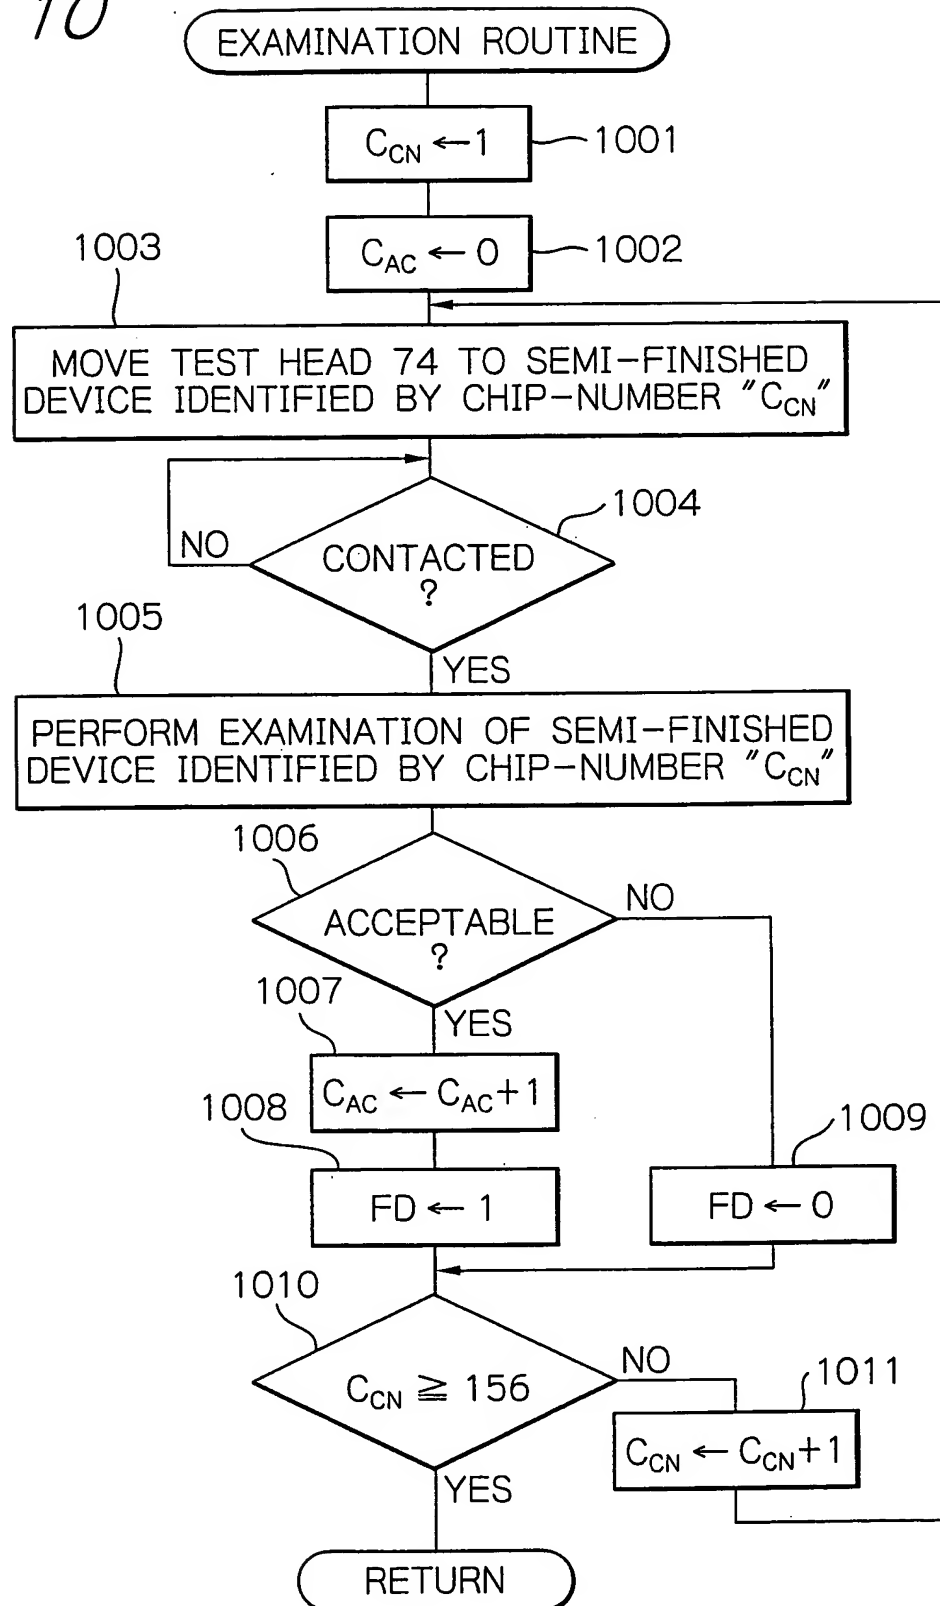 10
EXAMINATION ROUTINE
C_CN ← 1
1001
C_AC ← 0
1002
1003
MOVE TEST HEAD 74 TO SEMI-FINISHED
DEVICE IDENTIFIED BY CHIP-NUMBER "C_CN"
1004
NO
CONTACTED
?
1005
YES
PERFORM EXAMINATION OF SEMI-FINISHED
DEVICE IDENTIFIED BY CHIP-NUMBER "C_CN"
1006
NO
ACCEPTABLE
?
1007
YES
C_AC ← C_AC+1
1008
1009
FD ← 1
FD ← 0
1010
NO
1011
C_CN ≧ 156
C_CN ← C_CN+1
YES
RETURN